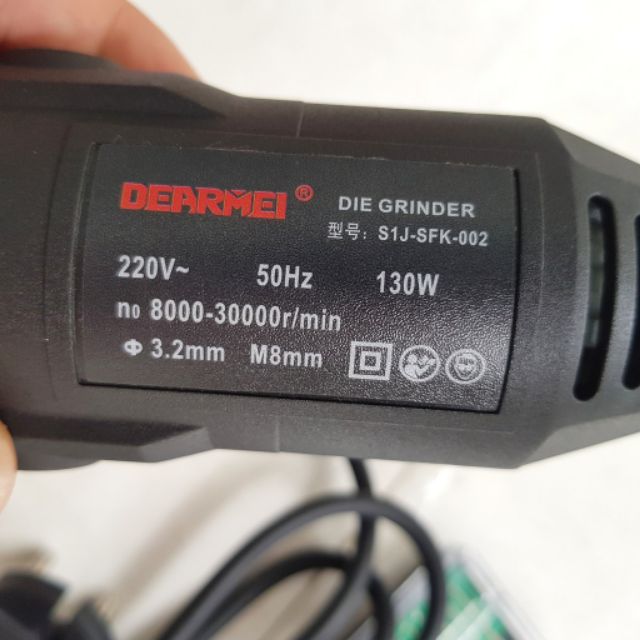 DEARMEI®
DIE GRINDER
型号：S1J-SFK-002
220V~ 50Hz 130W
n0 8000-30000r/min
Φ 3.2mm M8mm